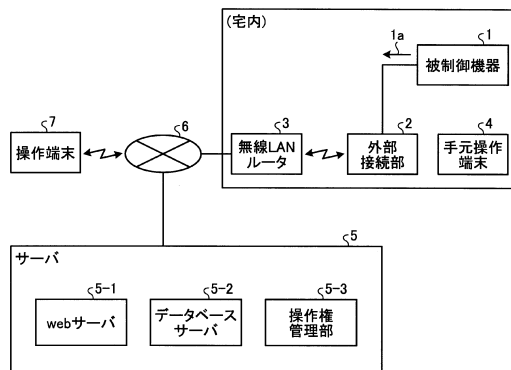 (宅内)
1a
1
被制御機器
7
操作端末
6
3
無線LAN
ルータ
2
外部
接続部
4
手元操作
端末
5
サーバ
5-1
webサーバ
5-2
データベース
サーバ
5-3
操作権
管理部